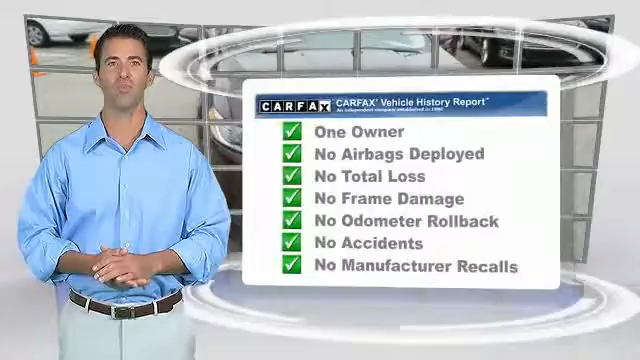 CARFAX CARFAX Vehicle History Report™
An independent company established in 1986
One Owner
No Airbags Deployed
No Total Loss
No Frame Damage
No Odometer Rollback
No Accidents
No Manufacturer Recalls